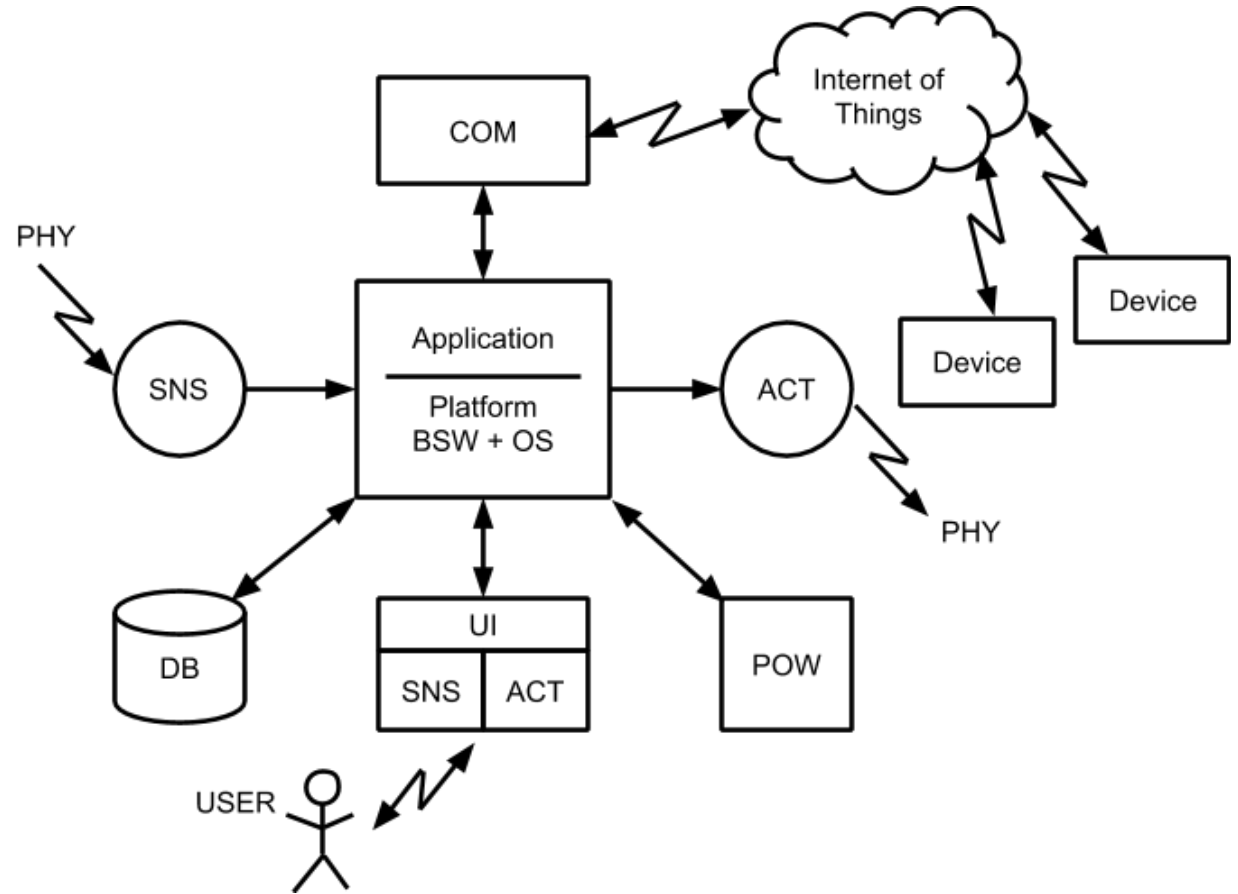 Internet of
Things
COM
PHY
Device
Application
Device
SNS
ACT
Platform
BSW + OS
PHY
UI
DB
SNS
ACT
POW
USER